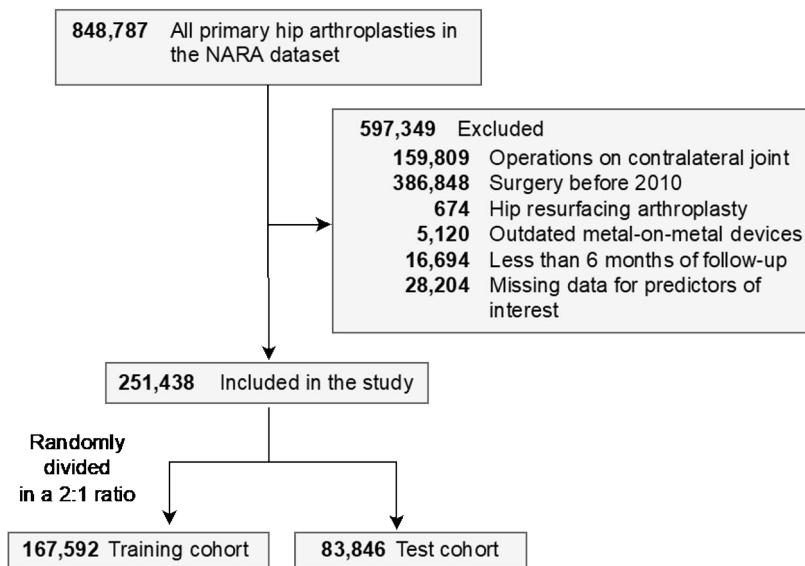 848,787 All primary hip arthroplasties in
the NARA dataset
597,349 Excluded
159,809 Operations on contralateral joint
386,848 Surgery before 2010
674 Hip resurfacing arthroplasty
5,120 Outdated metal-on-metal devices
16,694 Less than 6 months of follow-up
28,204 Missing data for predictors of
interest
251,438 Included in the study
Randomly
divided
in a 2:1 ratio
167,592 Training cohort
83,846 Test cohort